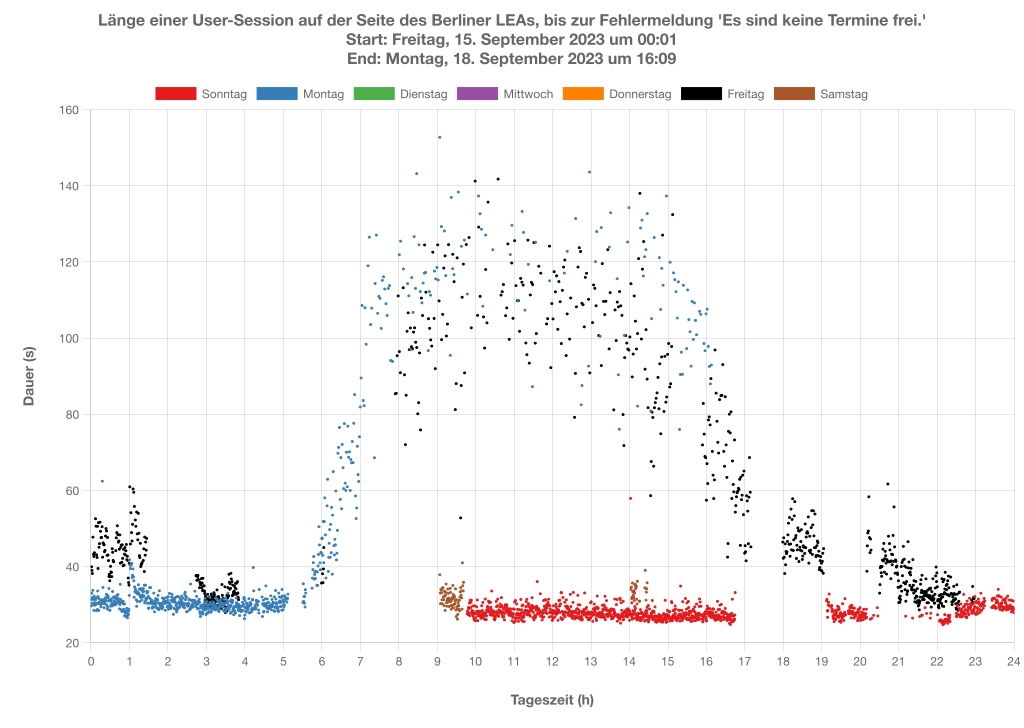 Länge einer User-Session auf der Seite des Berliner LEAs, bis zur Fehlermeldung 'Es sind keine Termine frei.'
Start: Freitag, 15. September 2023 um 00:01
End: Montag, 18. September 2023 um 16:09
Sonntag Montag Dienstag Mittwoch Donnerstag Freitag Samstag
160
140
120
100
80
60
40
20
Dauer (s)
0 1 2 3 4 5 6 7 8 9 10 11 12 13 14 15 16 17 18 19 20 21 22 23 24
Tageszeit (h)